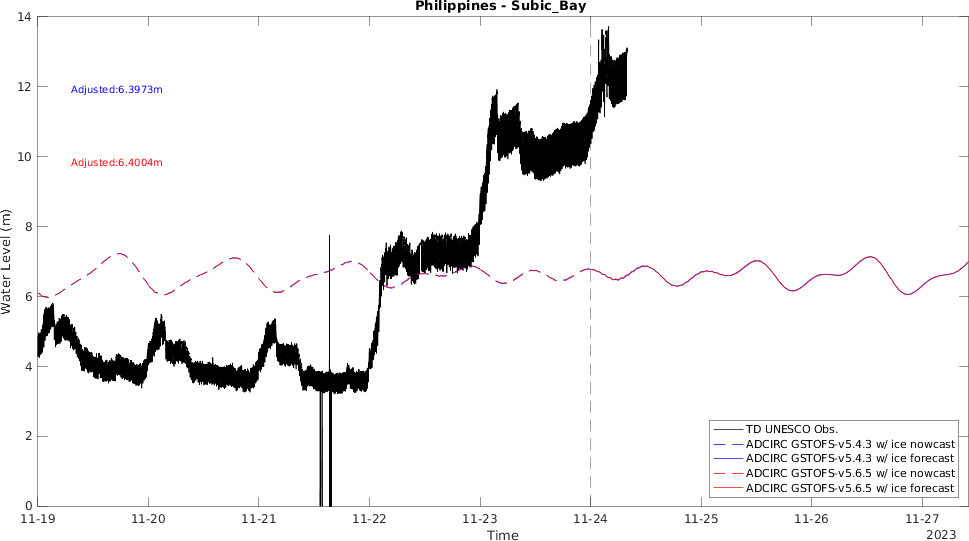 Philippines - Subic_Bay
14
12
10
8
6
4
2
0
Water Level (m)
Adjusted:6.3973m
Adjusted:6.4004m
TD UNESCO Obs.
ADCIRC GSTOFS-v5.4.3 w/ ice nowcast
ADCIRC GSTOFS-v5.4.3 w/ ice forecast
ADCIRC GSTOFS-v5.6.5 w/ ice nowcast
ADCIRC GSTOFS-v5.6.5 w/ ice forecast
11-19 11-20 11-21 11-22 11-23 11-24 11-25 11-26 11-27
Time
2023